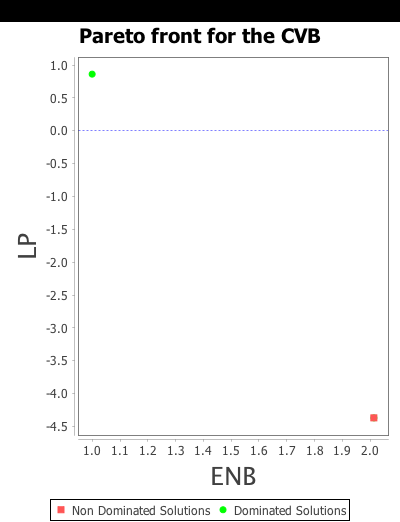 Pareto front for the CVB
1.0
0.5
0.0
-0.5
-1.0
-1.5
-2.0
-2.5
-3.0
-3.5
-4.0
-4.5
LP
1.0 1.1 1.2 1.3 1.4 1.5 1.6 1.7 1.8 1.9 2.0
ENB
Non Dominated Solutions Dominated Solutions